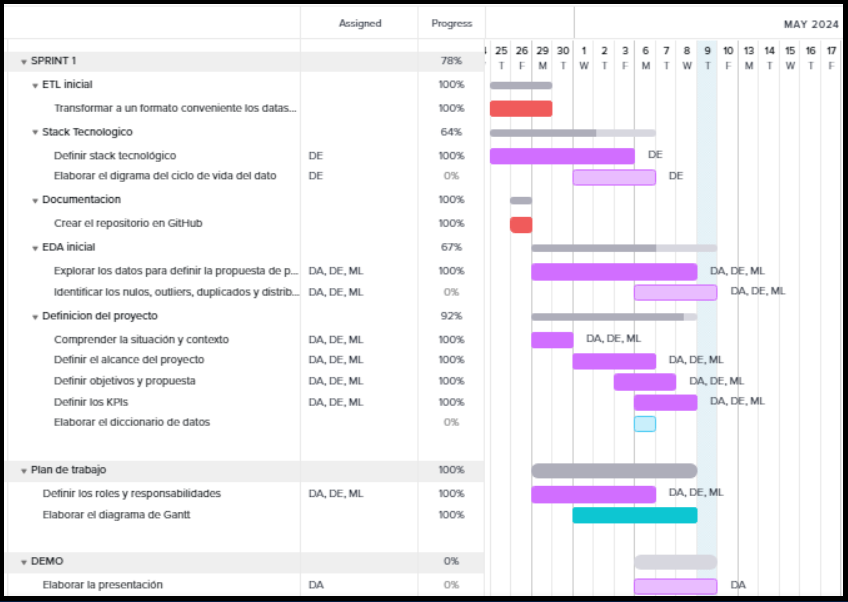 Assigned Progress MAY 2024
25 26 29 30 1 2 3 6 7 8 9 10 13 14 15 16 17
T F M T W T F M T W T F M T W T F
SPRINT 1 78%
ETL inicial 100%
Transformar a un formato conveniente los datas... 100%
Stack Tecnologico 64%
Definir stack tecnológico DE 100% DE
Elaborar el digrama del ciclo de vida del dato DE 0% DE
Documentacion 100%
Crear el repositorio en GitHub 100%
EDA inicial 67%
Explorar los datos para definir la propuesta de p... DA, DE, ML 100% DA, DE, ML
Identificar los nulos, outliers, duplicados y distrib... DA, DE, ML 0% DA, DE, ML
Definicion del proyecto 92%
Comprender la situación y contexto DA, DE, ML 100% DA, DE, ML
Definir el alcance del proyecto DA, DE, ML 100% DA, DE, ML
Definir objetivos y propuesta DA, DE, ML 100% DA, DE, ML
Definir los KPIs DA, DE, ML 100% DA, DE, ML
Elaborar el diccionario de datos 0%
Plan de trabajo 100%
Definir los roles y responsabilidades DA, DE, ML 100% DA, DE, ML
Elaborar el diagrama de Gantt 100%
DEMO 0%
Elaborar la presentación DA 0% DA